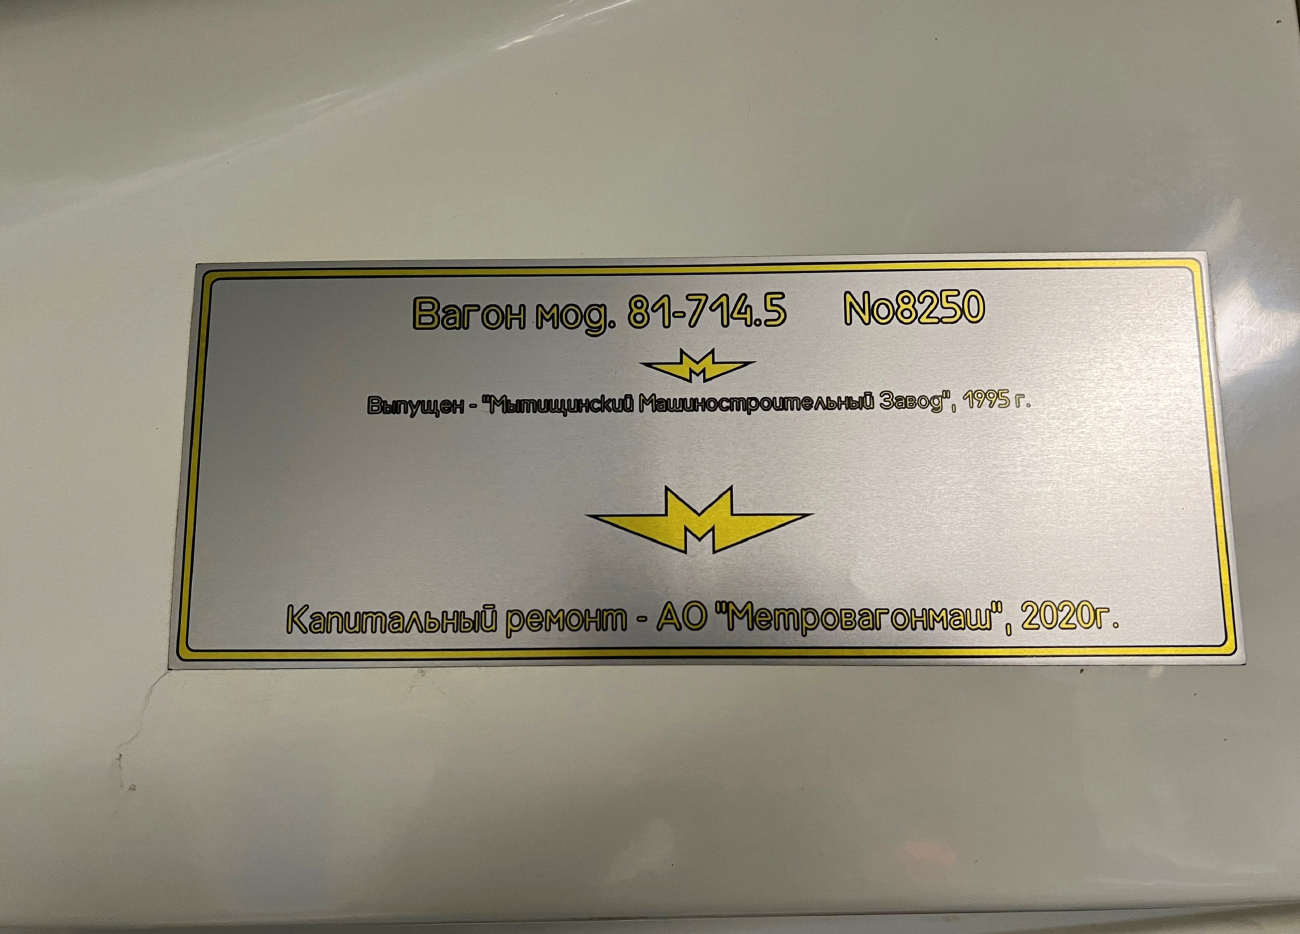 Вагон мод. 81-714.5 No8250
М
Выпущен - "Мытищинский Машиностроительный Завод", 1995 г.
М
Капитальный ремонт - АО "Метровагонмаш", 2020г.